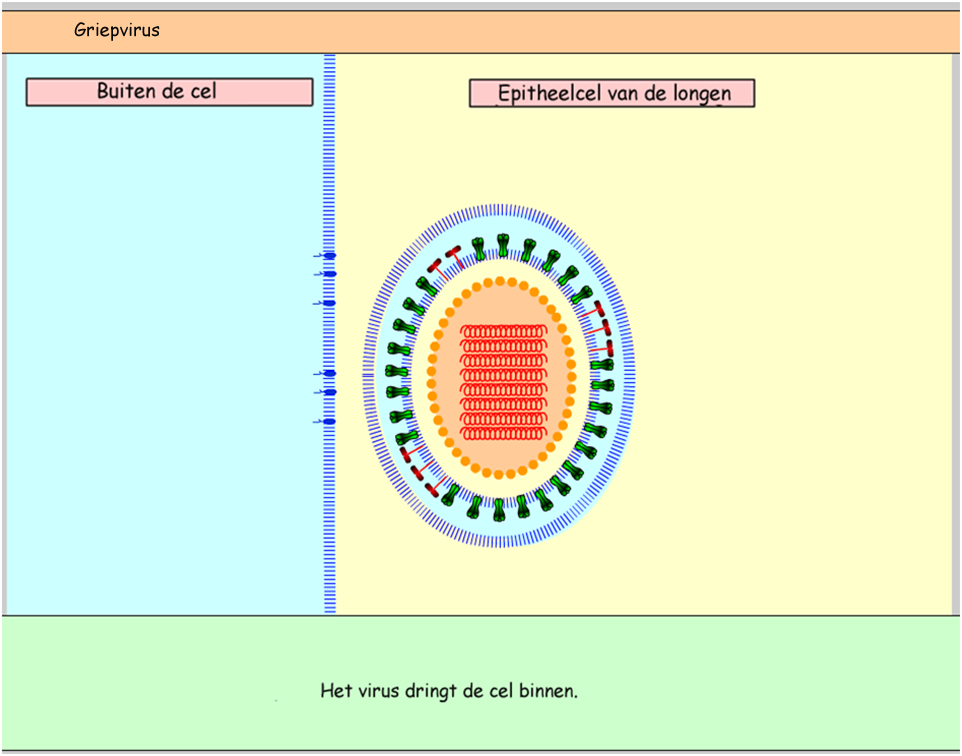 Griepvirus
Buiten de cel
Epitheelcel van de longen
Het virus dringt de cel binnen.